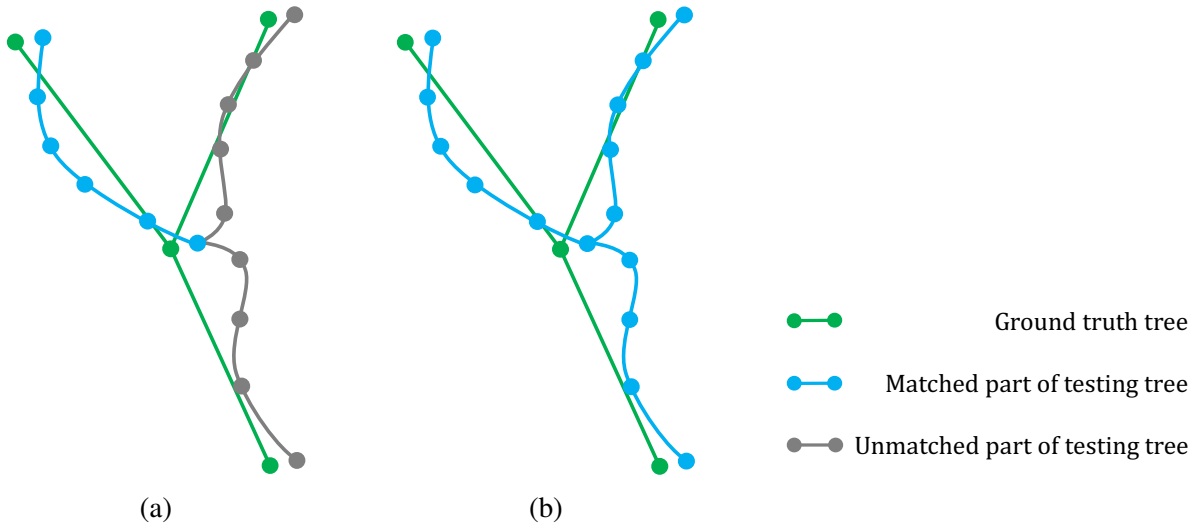 Ground truth tree
Matched part of testing tree
Unmatched part of testing tree
(a)
(b)